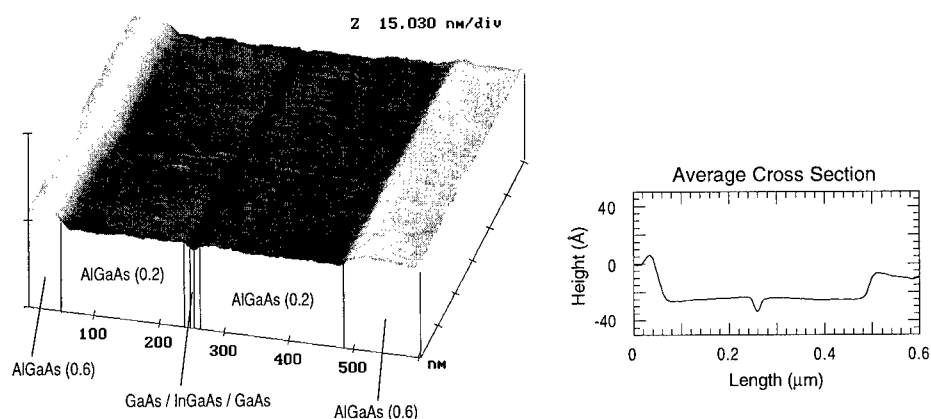 Z 15.030 nm/div
AlGaAs (0.2)
AlGaAs (0.2)
100
200
300
400
500
nm
AlGaAs (0.6)
GaAs / InGaAs / GaAs
AlGaAs (0.6)
Average Cross Section
Height (Å)
40
0
-40
0
0.2
0.4
0.6
Length (μm)